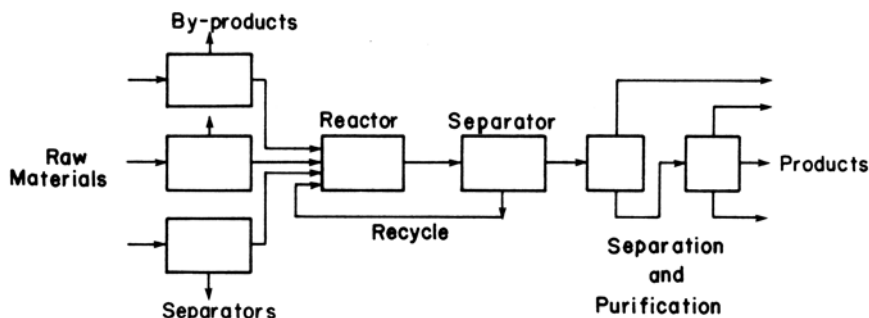 By-products
Reactor
Separator
Raw
Materials
Products
Recycle
Separation
and
Purification
Separators